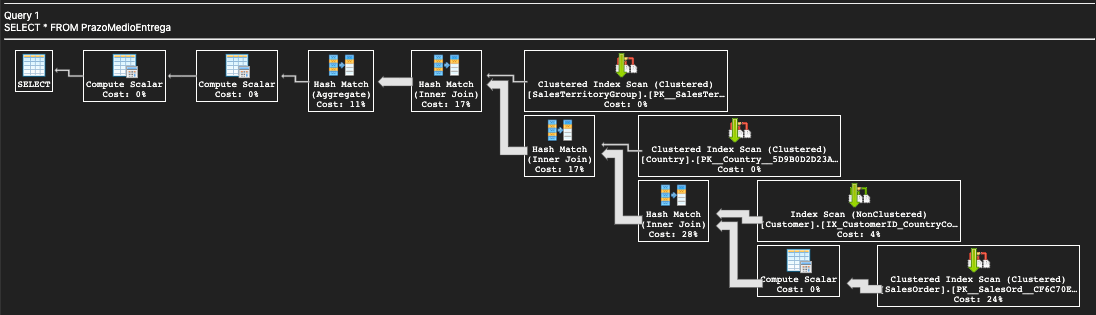 Query 1
SELECT * FROM PrazoMedioEntrega
SELECT
Compute Scalar
Cost: 0%
Compute Scalar
Cost: 0%
Hash Match
(Aggregate)
Cost: 11%
Hash Match
(Inner Join)
Cost: 17%
Clustered Index Scan (Clustered)
[SalesTerritoryGroup].[PK__SalesTer…
Cost: 0%
Hash Match
(Inner Join)
Cost: 17%
Clustered Index Scan (Clustered)
[Country].[PK__Country__5D9B0D2D23A…
Cost: 0%
Hash Match
(Inner Join)
Cost: 28%
Index Scan (NonClustered)
[Customer].[IX_CustomerID_CountryCo…
Cost: 4%
Compute Scalar
Cost: 0%
Clustered Index Scan (Clustered)
SalesOrder].[PK__SalesOrd__CF6C70E…
Cost: 24%